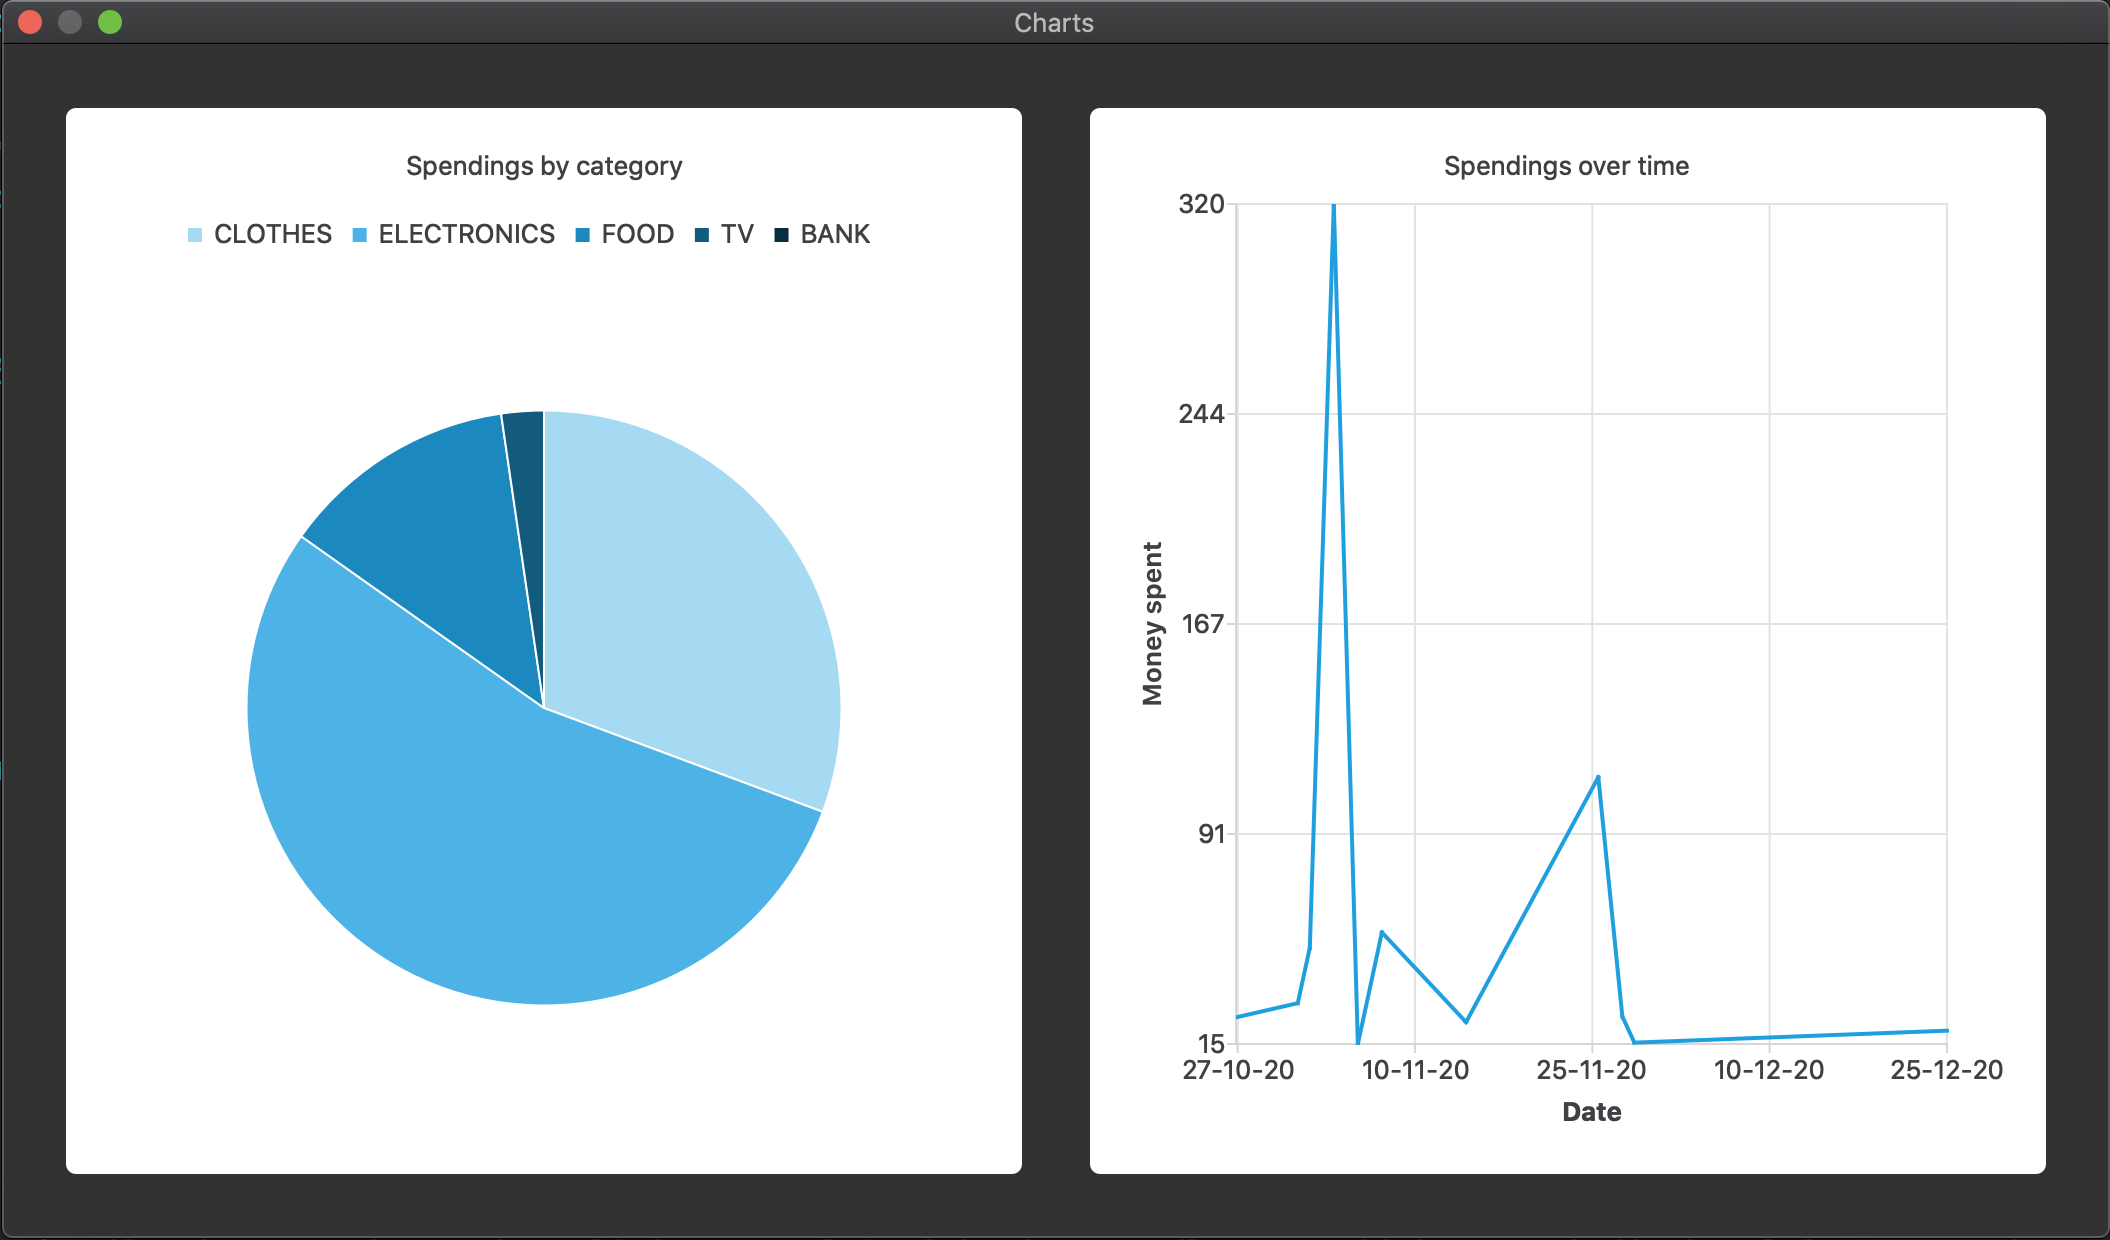 Charts
Spendings by category
CLOTHES ELECTRONICS FOOD TV BANK
Spendings over time
320
244
167
91
15
Money spent
27-10-20 10-11-20 25-11-20 10-12-20 25-12-20
Date